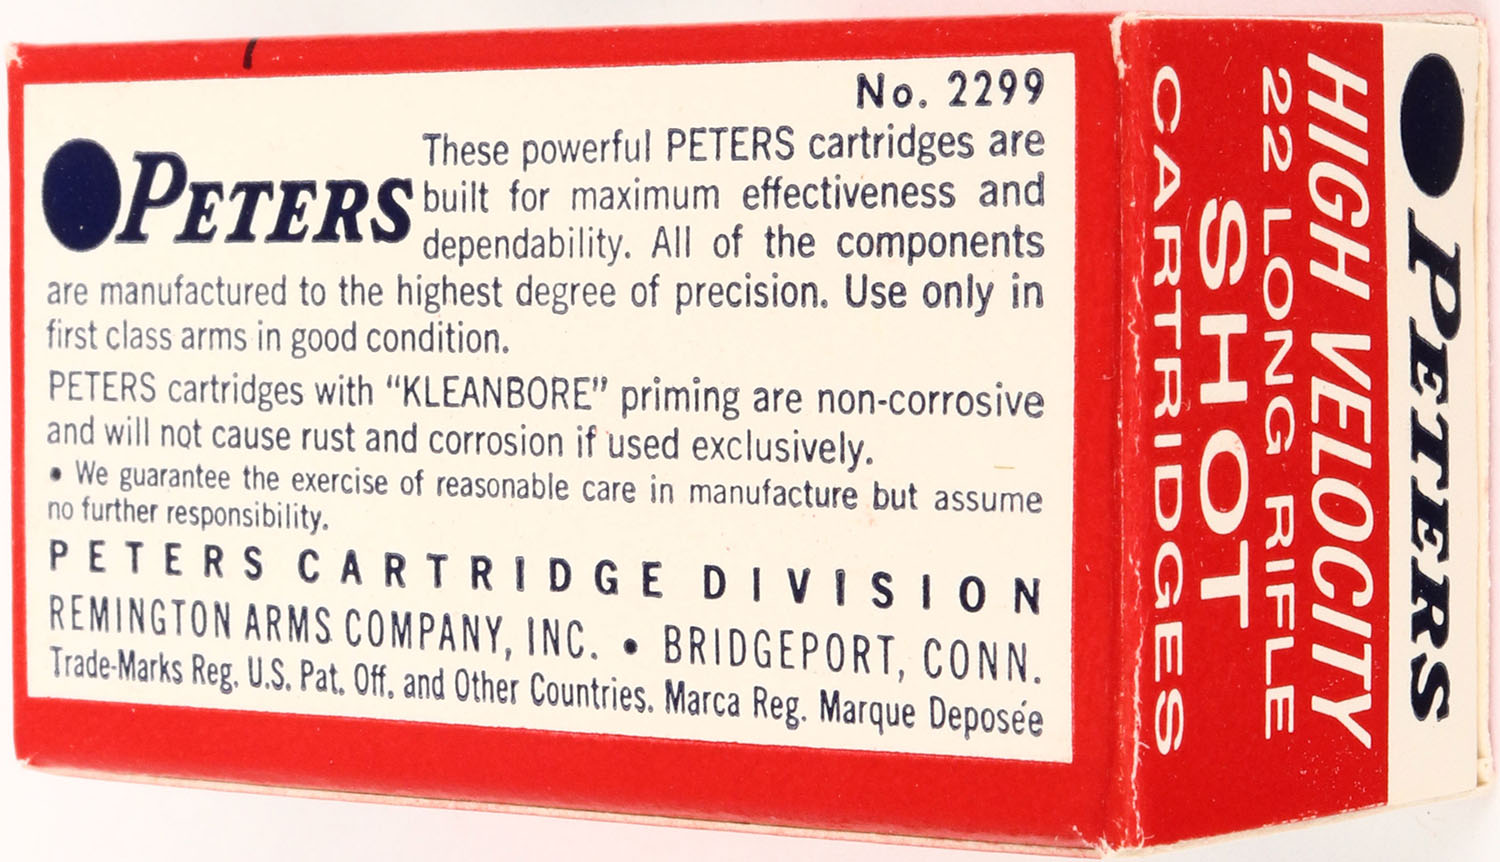 No. 2299
PETERS
These powerful PETERS cartridges are
built for maximum effectiveness and
dependability. All of the components
are manufactured to the highest degree of precision. Use only in
first class arms in good condition.
PETERS cartridges with "KLEANBORE" priming are non-corrosive
and will not cause rust and corrosion if used exclusively.
• We guarantee the exercise of reasonable care in manufacture but assume
no further responsibility.
PETERS CARTRIDGE DIVISION
REMINGTON ARMS COMPANY, INC. • BRIDGEPORT, CONN.
Trade-Marks Reg. U.S. Pat. Off. and Other Countries. Marca Reg. Marque Deposée
PETERS
HIGH VELOCITY
22 LONG RIFLE
SHOT
CARTRIDGES